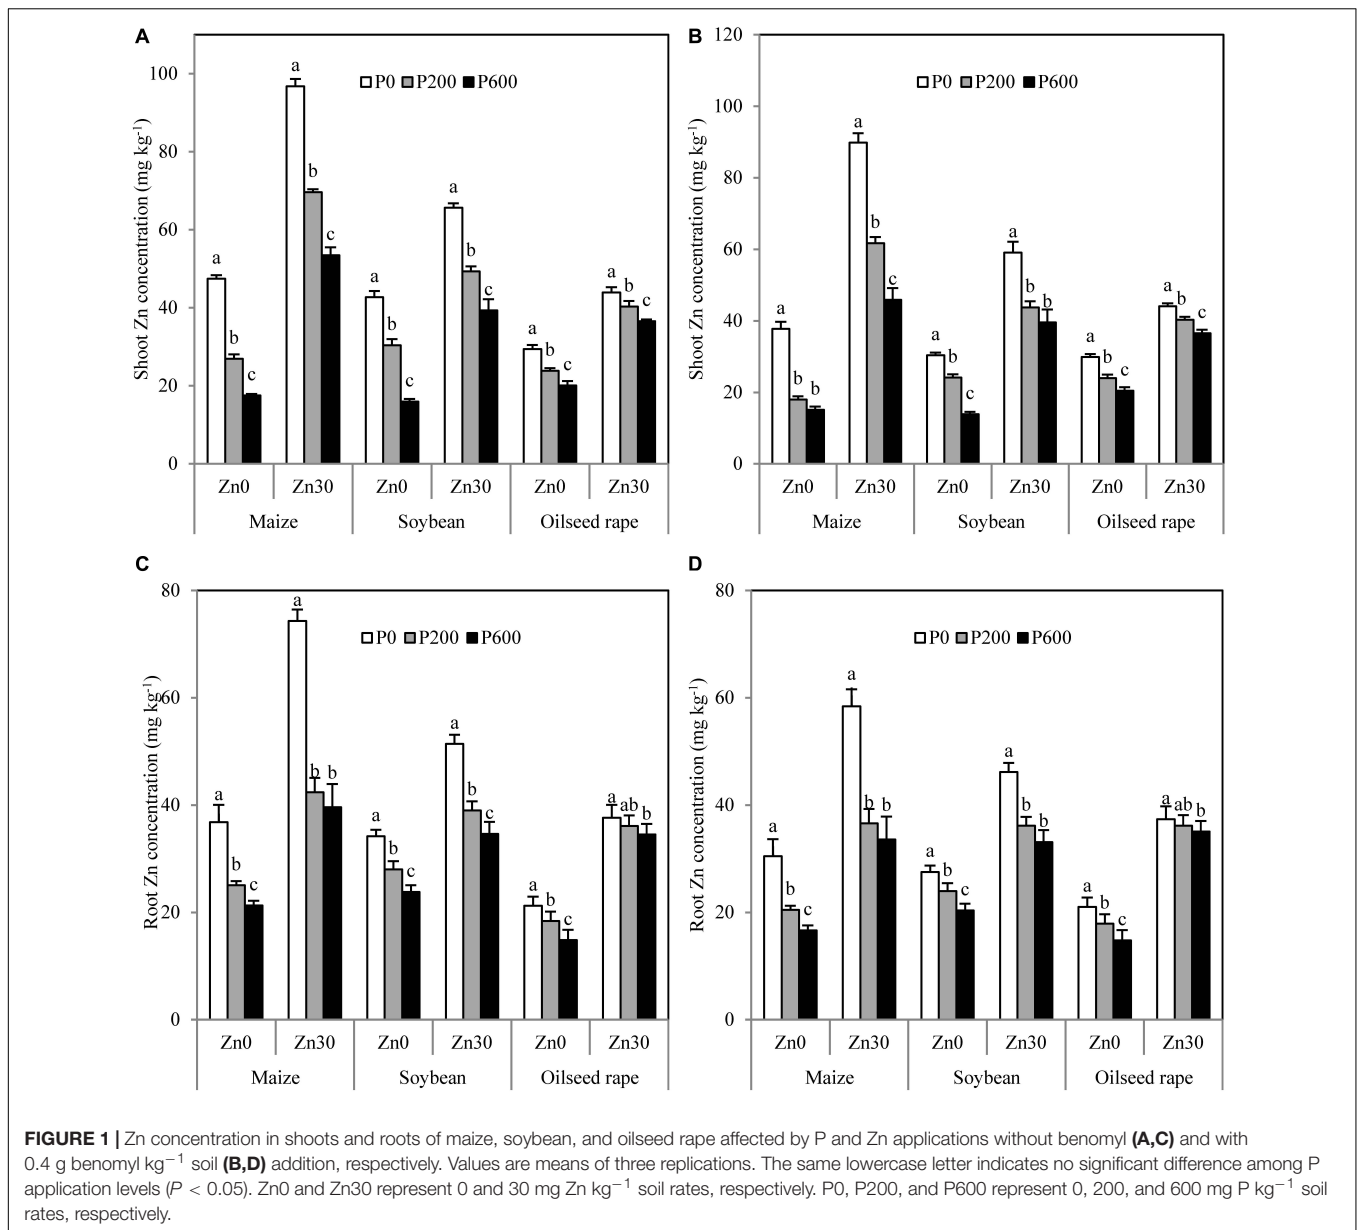 A
100
80
60
40
20
0
Shoot Zn concentration (mg kg-1)
P0 P200 P600
a
b
c
a
b
c
a
b
c
a
b
c
a
b
c
a
b
c
Zn0 Zn30 Zn0 Zn30 Zn0 Zn30
Maize Soybean Oilseed rape
B
120
100
80
60
40
20
0
Shoot Zn concentration (mg kg-1)
P0 P200 P600
a
b
b
a
b
c
a
b
c
a
b
b
a
b
c
a
b
c
Zn0 Zn30 Zn0 Zn30 Zn0 Zn30
Maize Soybean Oilseed rape
C
80
60
40
20
0
Root Zn concentration (mg kg-1)
P0 P200 P600
a
b
c
a
b
b
a
b
c
a
b
c
a
b
c
a
ab
b
Zn0 Zn30 Zn0 Zn30 Zn0 Zn30
Maize Soybean Oilseed rape
D
80
60
40
20
0
Root Zn concentration (mg kg-1)
P0 P200 P600
a
b
c
a
b
b
a
b
c
a
b
b
a
b
c
a
ab
b
Zn0 Zn30 Zn0 Zn30 Zn0 Zn30
Maize Soybean Oilseed rape
FIGURE 1 | Zn concentration in shoots and roots of maize, soybean, and oilseed rape affected by P and Zn applications without benomyl (A,C) and with
0.4 g benomyl kg−1 soil (B,D) addition, respectively. Values are means of three replications. The same lowercase letter indicates no significant difference among P
application levels (P < 0.05). Zn0 and Zn30 represent 0 and 30 mg Zn kg−1 soil rates, respectively. P0, P200, and P600 represent 0, 200, and 600 mg P kg−1 soil
rates, respectively.